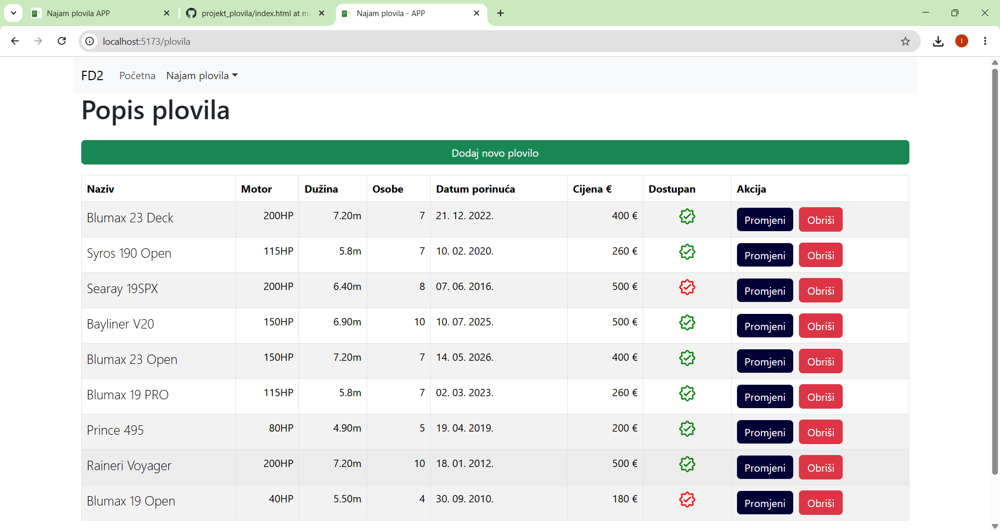 Najam plovila APP
projekt_plovila/index.html at ma
Najam plovila - APP
localhost:5173/plovila
I
FD2 Početna Najam plovila
Popis plovila
Dodaj novo plovilo
Naziv Motor Dužina Osobe Datum porinuća Cijena € Dostupan Akcija
Blumax 23 Deck 200HP 7.20m 7 21. 12. 2022. 400 € Promjeni Obriši
Syros 190 Open 115HP 5.8m 7 10. 02. 2020. 260 € Promjeni Obriši
Searay 19SPX 200HP 6.40m 8 07. 06. 2016. 500 € Promjeni Obriši
Bayliner V20 150HP 6.90m 10 10. 07. 2025. 500 € Promjeni Obriši
Blumax 23 Open 150HP 7.20m 7 14. 05. 2026. 400 € Promjeni Obriši
Blumax 19 PRO 115HP 5.8m 7 02. 03. 2023. 260 € Promjeni Obriši
Prince 495 80HP 4.90m 5 19. 04. 2019. 200 € Promjeni Obriši
Raineri Voyager 200HP 7.20m 10 18. 01. 2012. 500 € Promjeni Obriši
Blumax 19 Open 40HP 5.50m 4 30. 09. 2010. 180 € Promjeni Obriši